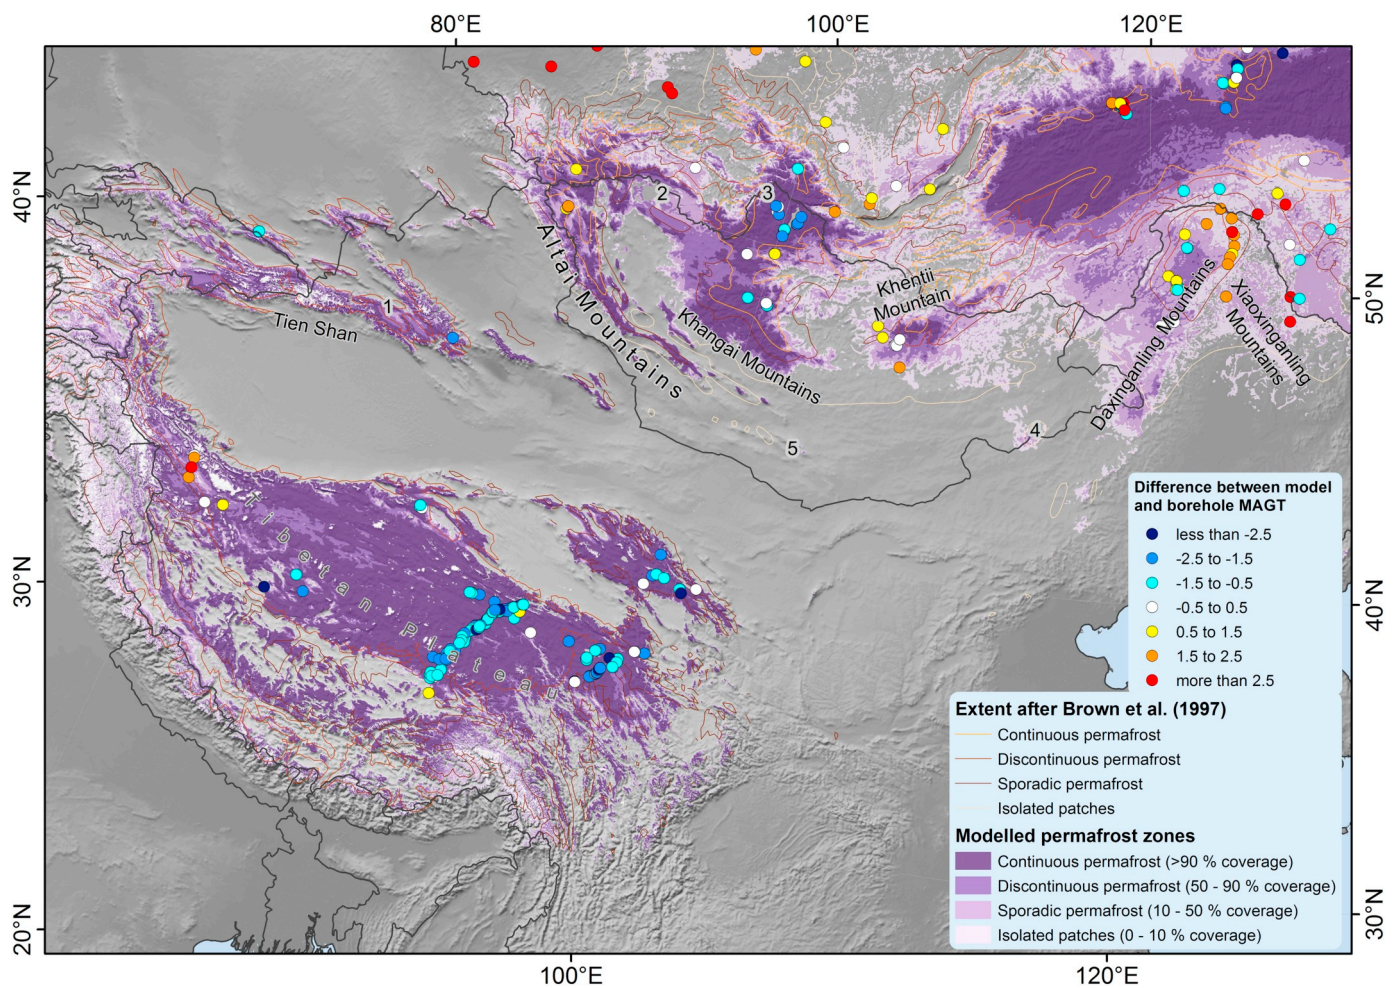 80°E
100°E
120°E
40°N
30°N
20°N
50°N
40°N
30°N
100°E
120°E
2
3
1
4
5
Altai Mountains
Tien Shan
Khangai Mountains
Khentii
Mountain
Daxinganling Mountains
Xiaoxinganling
Mountains
Tibetan Plateau
Difference between model
and borehole MAGT
less than -2.5
-2.5 to -1.5
-1.5 to -0.5
-0.5 to 0.5
0.5 to 1.5
1.5 to 2.5
more than 2.5
Extent after Brown et al. (1997)
Continuous permafrost
Discontinuous permafrost
Sporadic permafrost
Isolated patches
Modelled permafrost zones
Continuous permafrost (>90 % coverage)
Discontinuous permafrost (50 - 90 % coverage)
Sporadic permafrost (10 - 50 % coverage)
Isolated patches (0 - 10 % coverage)